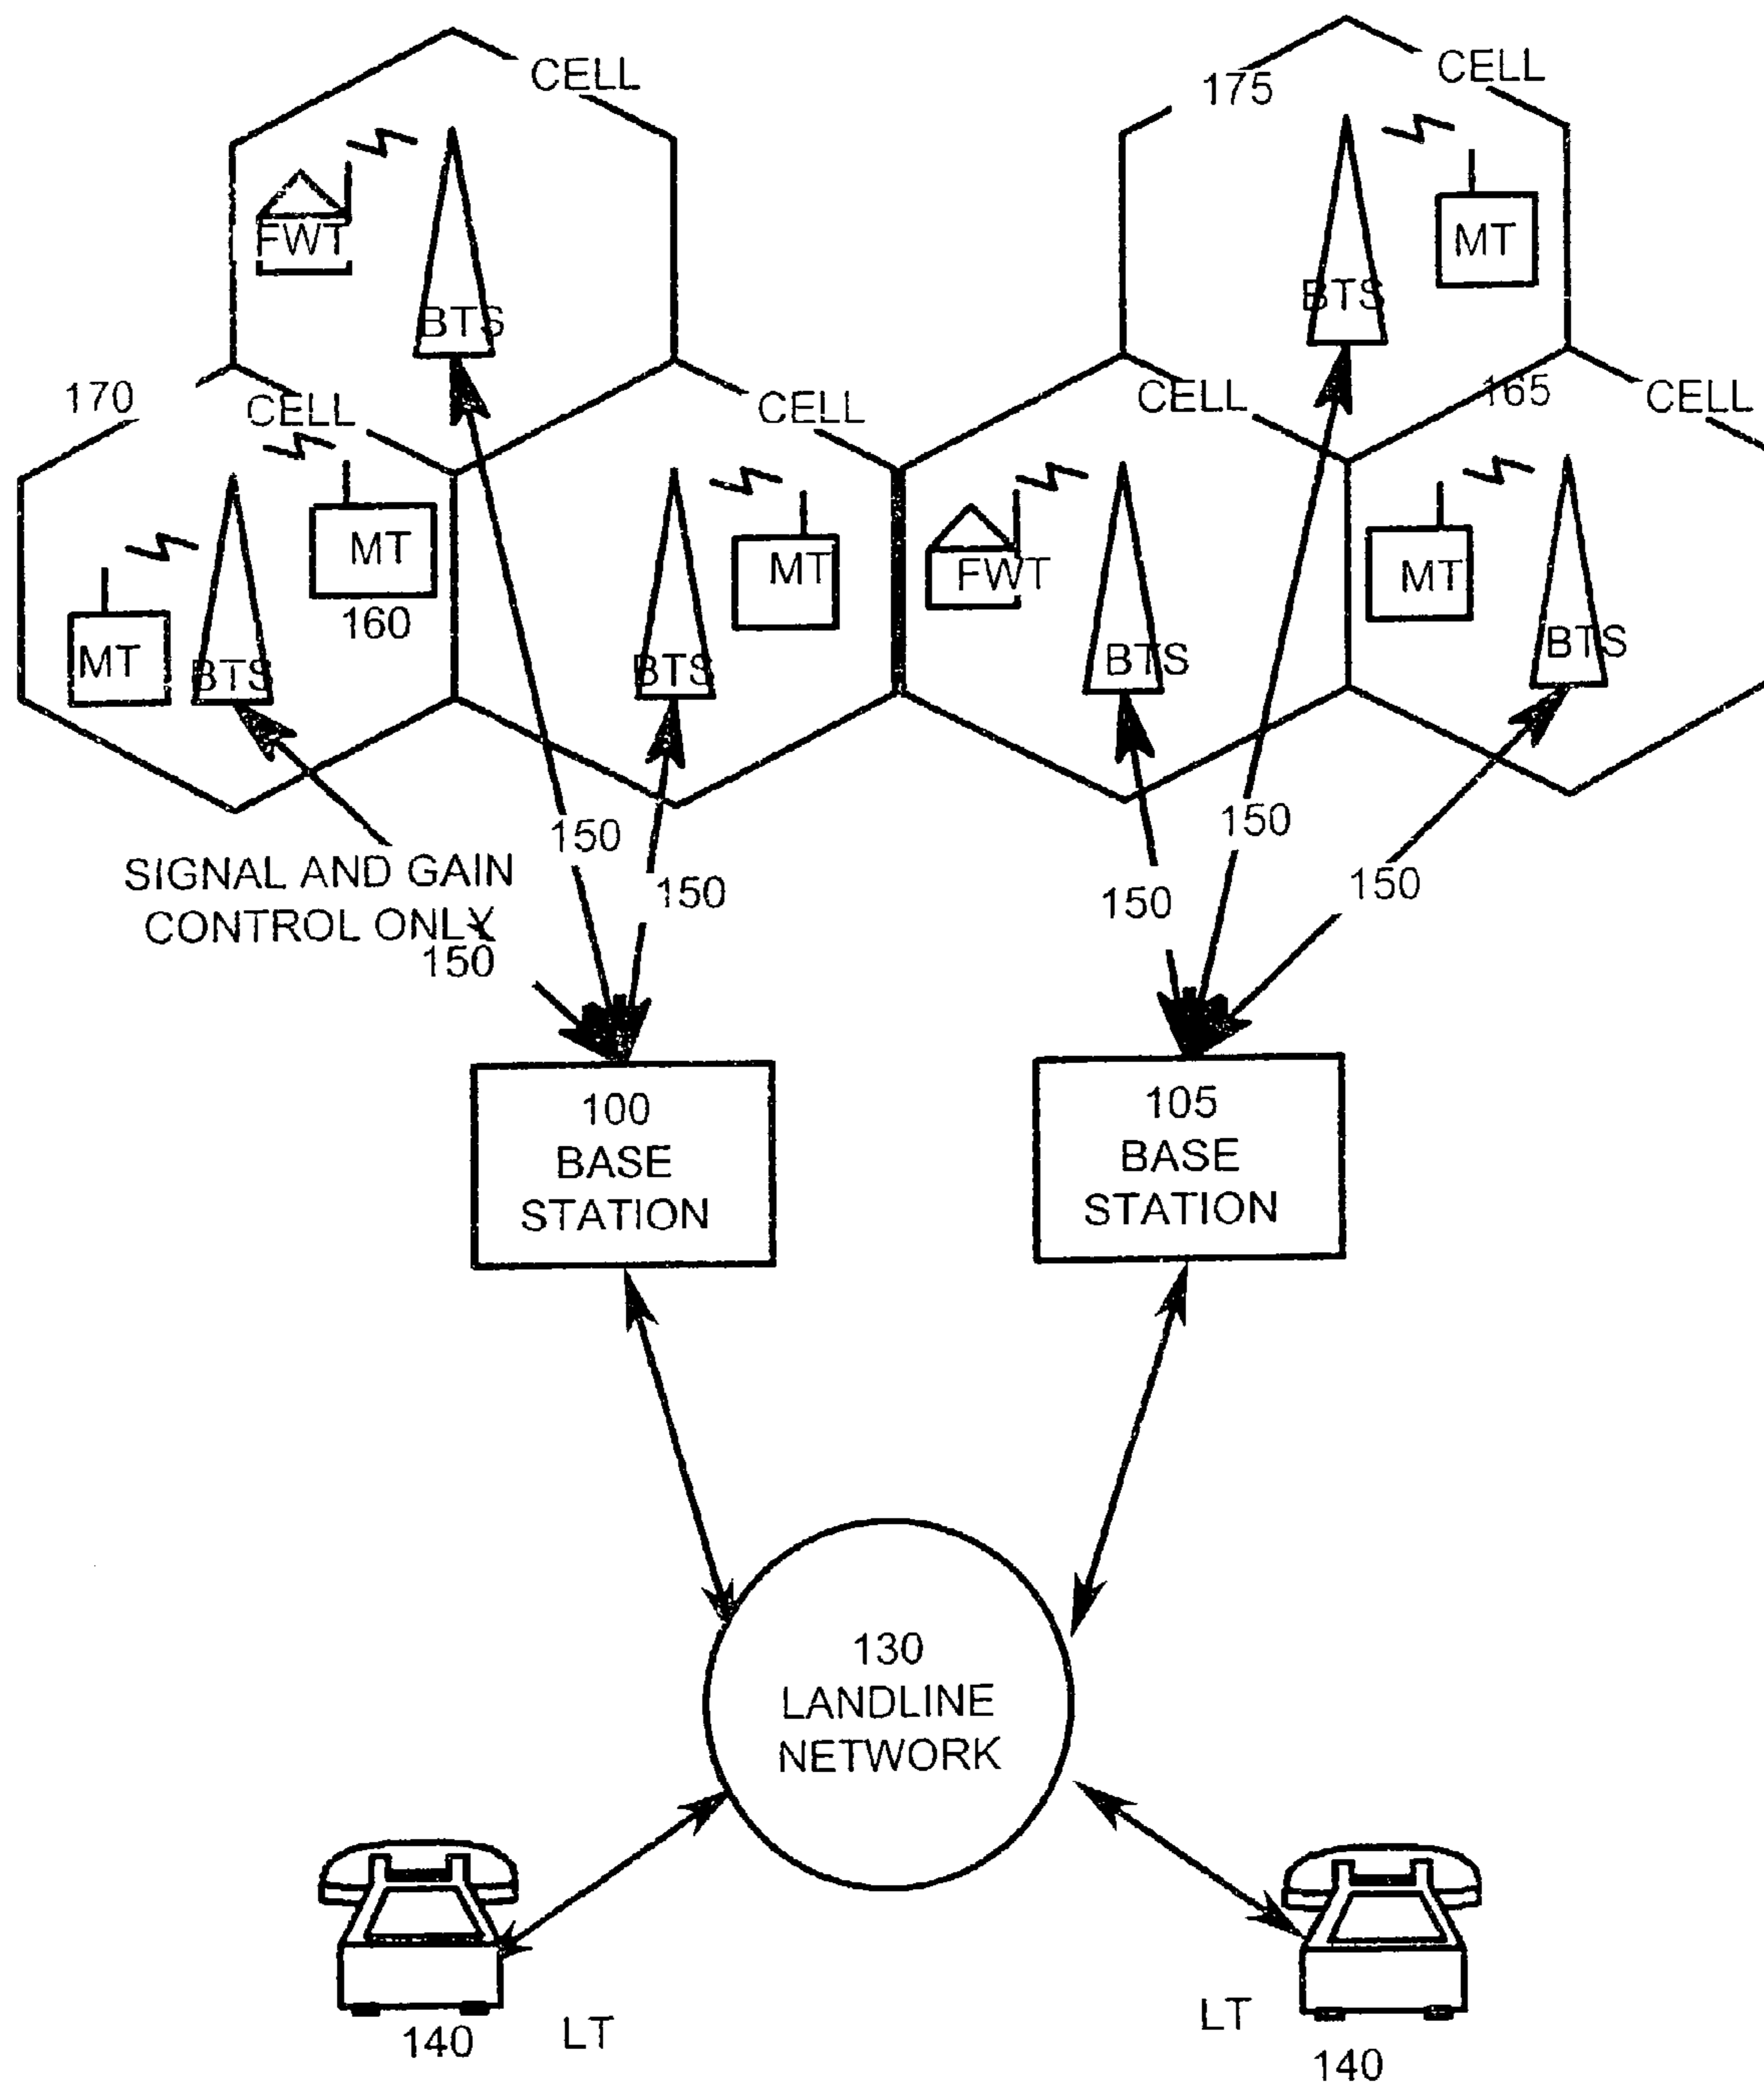 CELL
CELL
175
FWT
MT
BTS
BTS
170
CELL
CELL
CELL
165
CELL
MT
MT
FWT
MT
160
MT
BTS
BTS
BTS
BTS
150
150
SIGNAL AND GAIN
CONTROL ONLY
150
150
150
150
100
BASE
STATION
105
BASE
STATION
130
LANDLINE
NETWORK
140
LT
LT
140